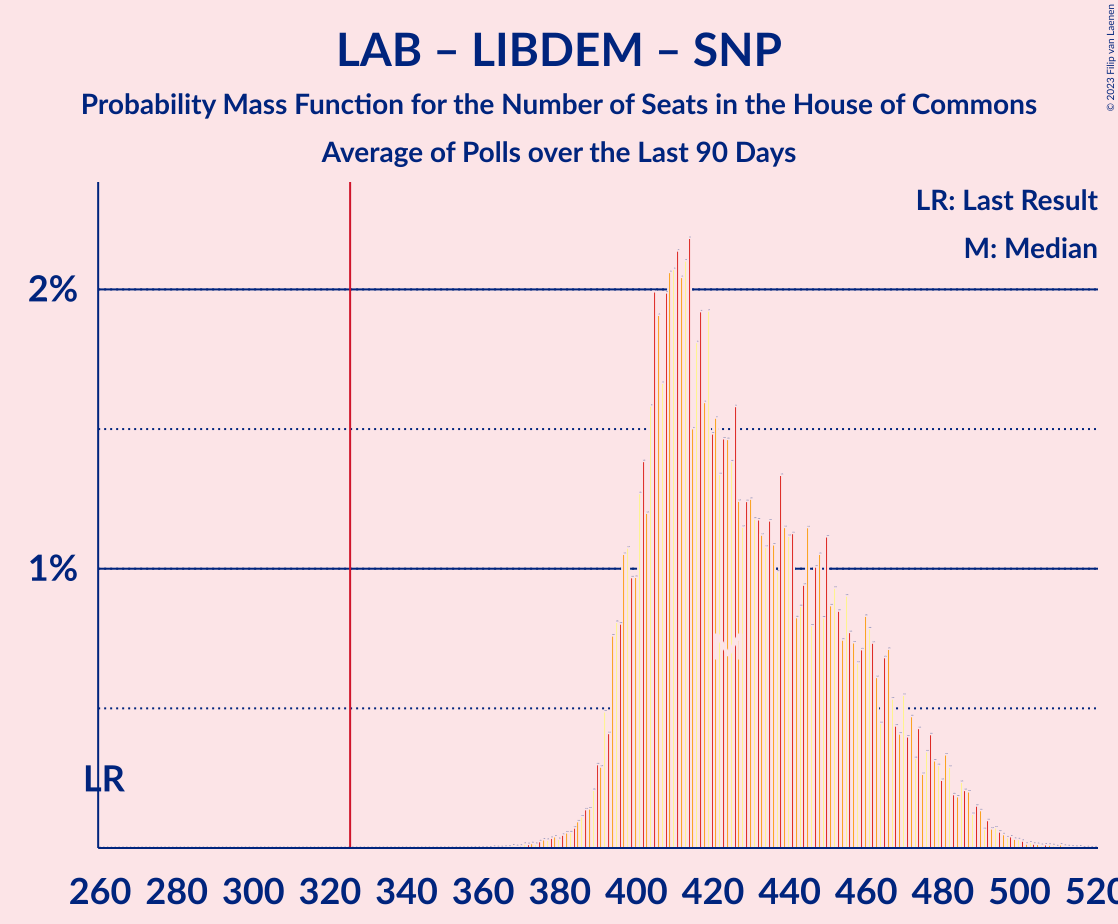 LAB – LIBDEM – SNP
Probability Mass Function for the Number of Seats in the House of Commons
Average of Polls over the Last 90 Days
© 2023 Filip van Laenen
LR: Last Result
M: Median
2%
1%
LR
260 280 300 320 340 360 380 400 420 440 460 480 500 520